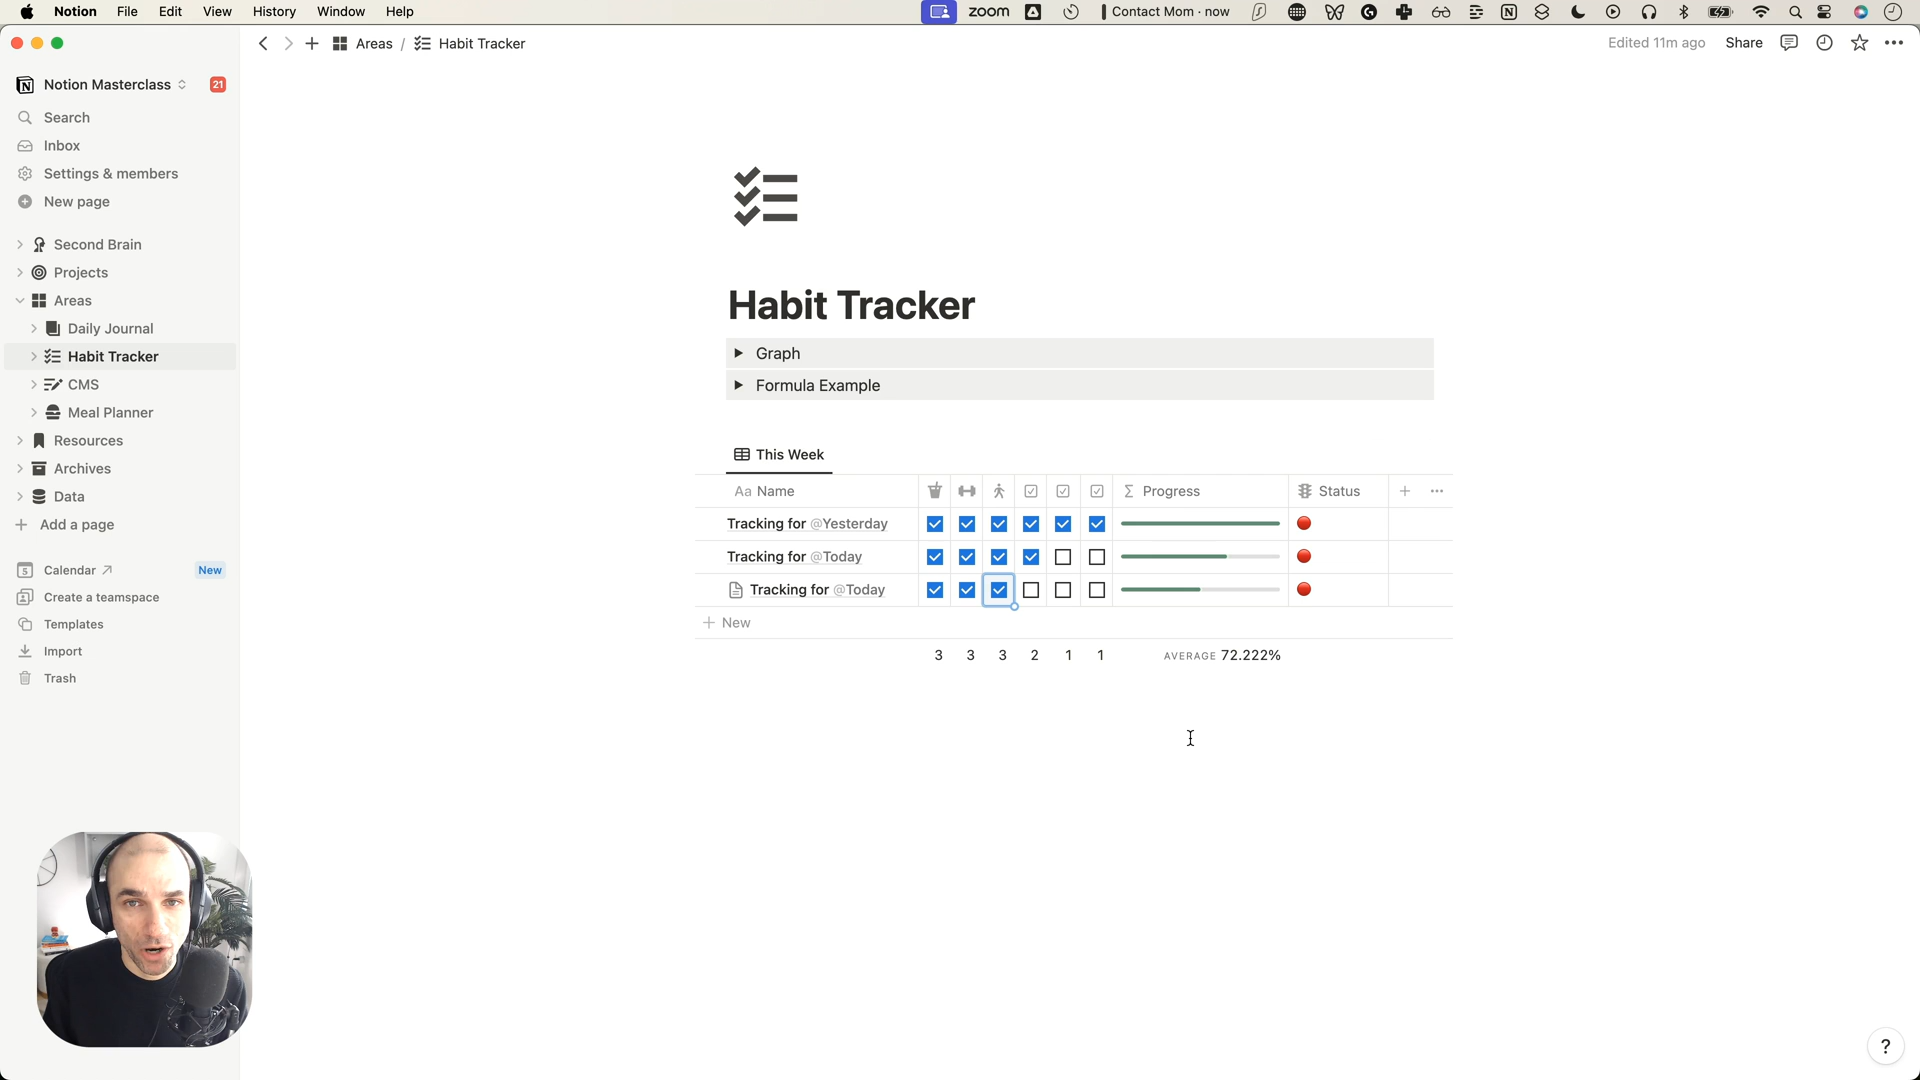 Notion File Edit View History Window Help zoom Contact Mom · now
Areas / Habit Tracker Edited 11m ago Share
Notion Masterclass 21
Search
Inbox
Settings & members
New page
Second Brain
Projects
Areas
Daily Journal
Habit Tracker
CMS
Meal Planner
Resources
Archives
Data
Add a page
Calendar New
Create a teamspace
Templates
Import
Trash
Habit Tracker
Graph
Formula Example
This Week
Aa Name Σ Progress Status
Tracking for @Yesterday
Tracking for @Today
Tracking for @Today
New
3 3 3 2 1 1 AVERAGE 72.222%
?